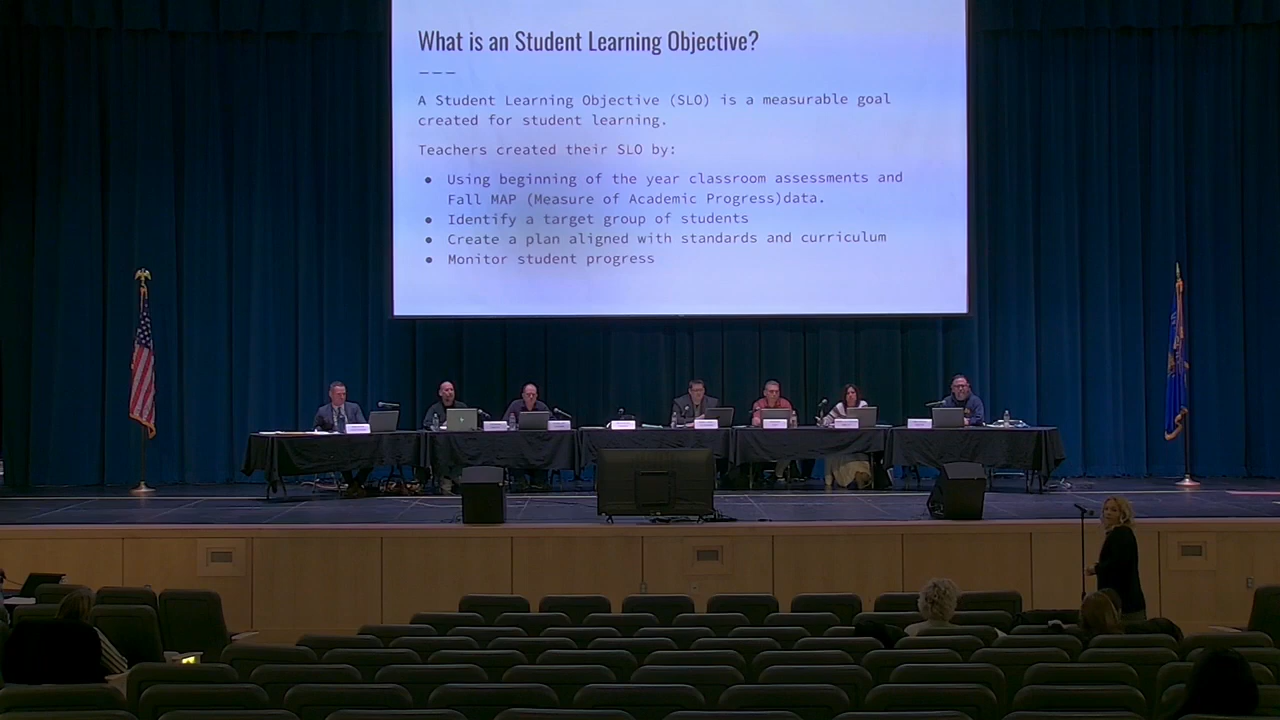 What is an Student Learning Objective?
A Student Learning Objective (SLO) is a measurable goal
created for student learning.
Teachers created their SLO by:
Using beginning of the year classroom assessments and
Fall MAP (Measure of Academic Progress)data.
Identify a target group of students
Create a plan aligned with standards and curriculum
Monitor student progress